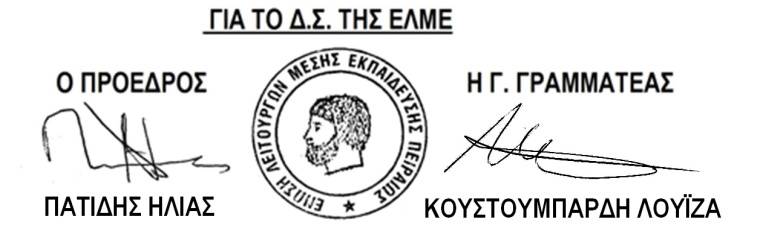 ΓΙΑ ΤΟ Δ.Σ. ΤΗΣ ΕΛΜΕ
Ο ΠΡΟΕΔΡΟΣ
Η Γ. ΓΡΑΜΜΑΤΕΑΣ
ΕΝΩΣΗ ΛΕΙΤΟΥΡΓΩΝ ΜΕΣΗΣ ΕΚΠΑΙΔΕΥΣΗΣ ΠΕΙΡΑΙΩΣ
ΠΑΤΙΔΗΣ ΗΛΙΑΣ
ΚΟΥΣΤΟΥΜΠΑΡΔΗ ΛΟΥΪΖΑ